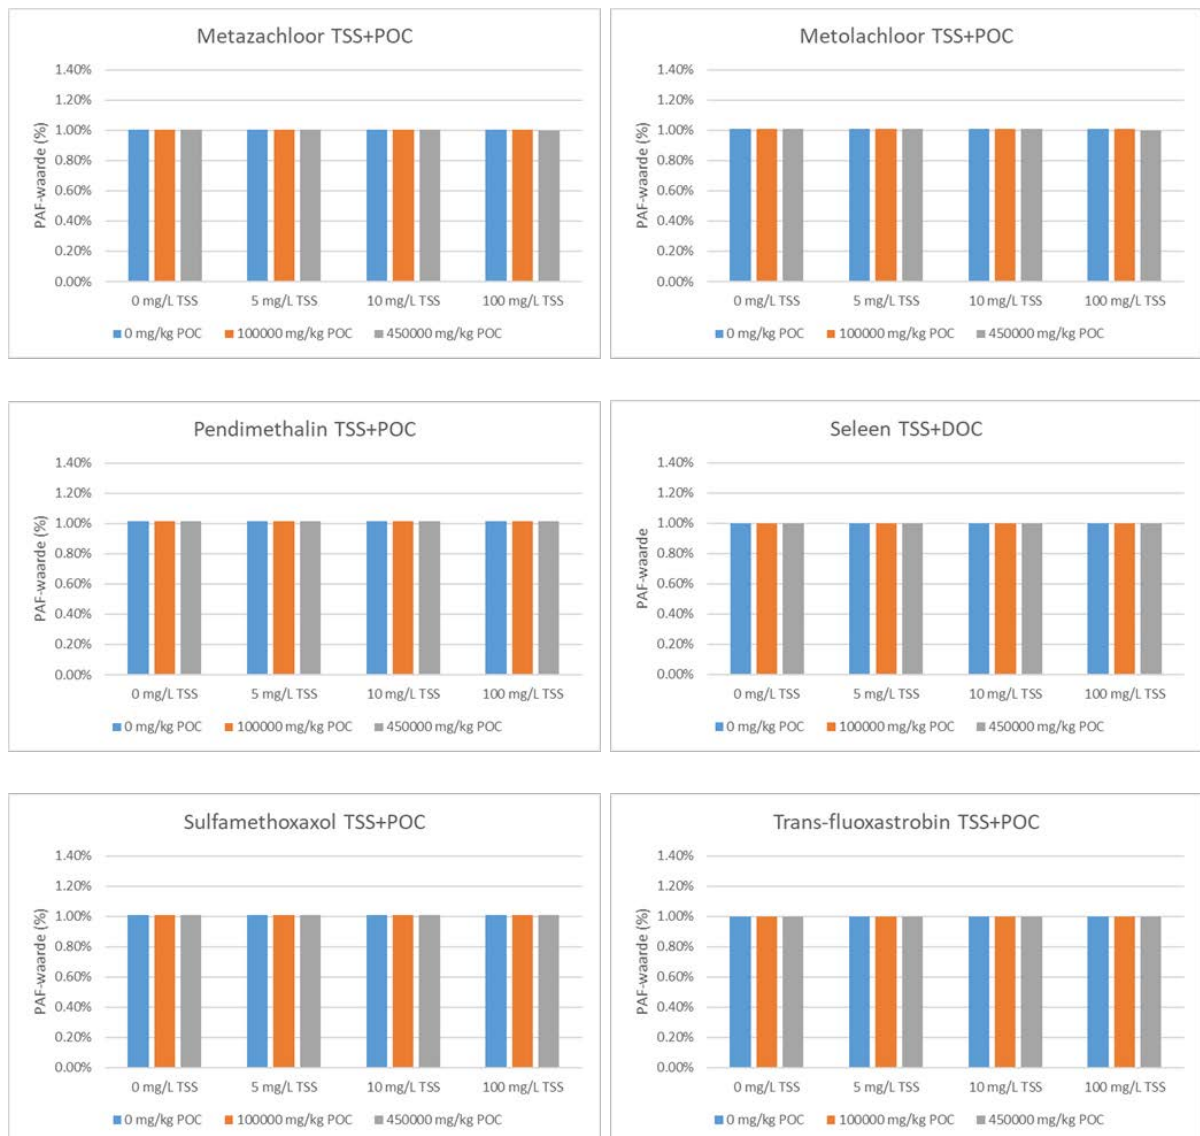 Metazachloor TSS+POC
PAF-waarde (%)
1.40%
1.20%
1.00%
0.80%
0.60%
0.40%
0.20%
0.00%
0 mg/L TSS 5 mg/L TSS 10 mg/L TSS 100 mg/L TSS
0 mg/kg POC 100000 mg/kg POC 450000 mg/kg POC
Metolachloor TSS+POC
PAF-waarde (%)
1.40%
1.20%
1.00%
0.80%
0.60%
0.40%
0.20%
0.00%
0 mg/L TSS 5 mg/L TSS 10 mg/L TSS 100 mg/L TSS
0 mg/kg POC 100000 mg/kg POC 450000 mg/kg POC
Pendimethalin TSS+POC
PAF-waarde (%)
1.40%
1.20%
1.00%
0.80%
0.60%
0.40%
0.20%
0.00%
0 mg/L TSS 5 mg/L TSS 10 mg/L TSS 100 mg/L TSS
0 mg/kg POC 100000 mg/kg POC 450000 mg/kg POC
Seleen TSS+DOC
PAF-waarde
1.40%
1.20%
1.00%
0.80%
0.60%
0.40%
0.20%
0.00%
0 mg/L TSS 5 mg/L TSS 10 mg/L TSS 100 mg/L TSS
0 mg/kg POC 100000 mg/kg POC 450000 mg/kg POC
Sulfamethoxaxol TSS+POC
PAF-waarde (%)
1.40%
1.20%
1.00%
0.80%
0.60%
0.40%
0.20%
0.00%
0 mg/L TSS 5 mg/L TSS 10 mg/L TSS 100 mg/L TSS
0 mg/kg POC 100000 mg/kg POC 450000 mg/kg POC
Trans-fluoxastrobin TSS+POC
PAF-waarde (%)
1.40%
1.20%
1.00%
0.80%
0.60%
0.40%
0.20%
0.00%
0 mg/L TSS 5 mg/L TSS 10 mg/L TSS 100 mg/L TSS
0 mg/kg POC 100000 mg/kg POC 450000 mg/kg POC